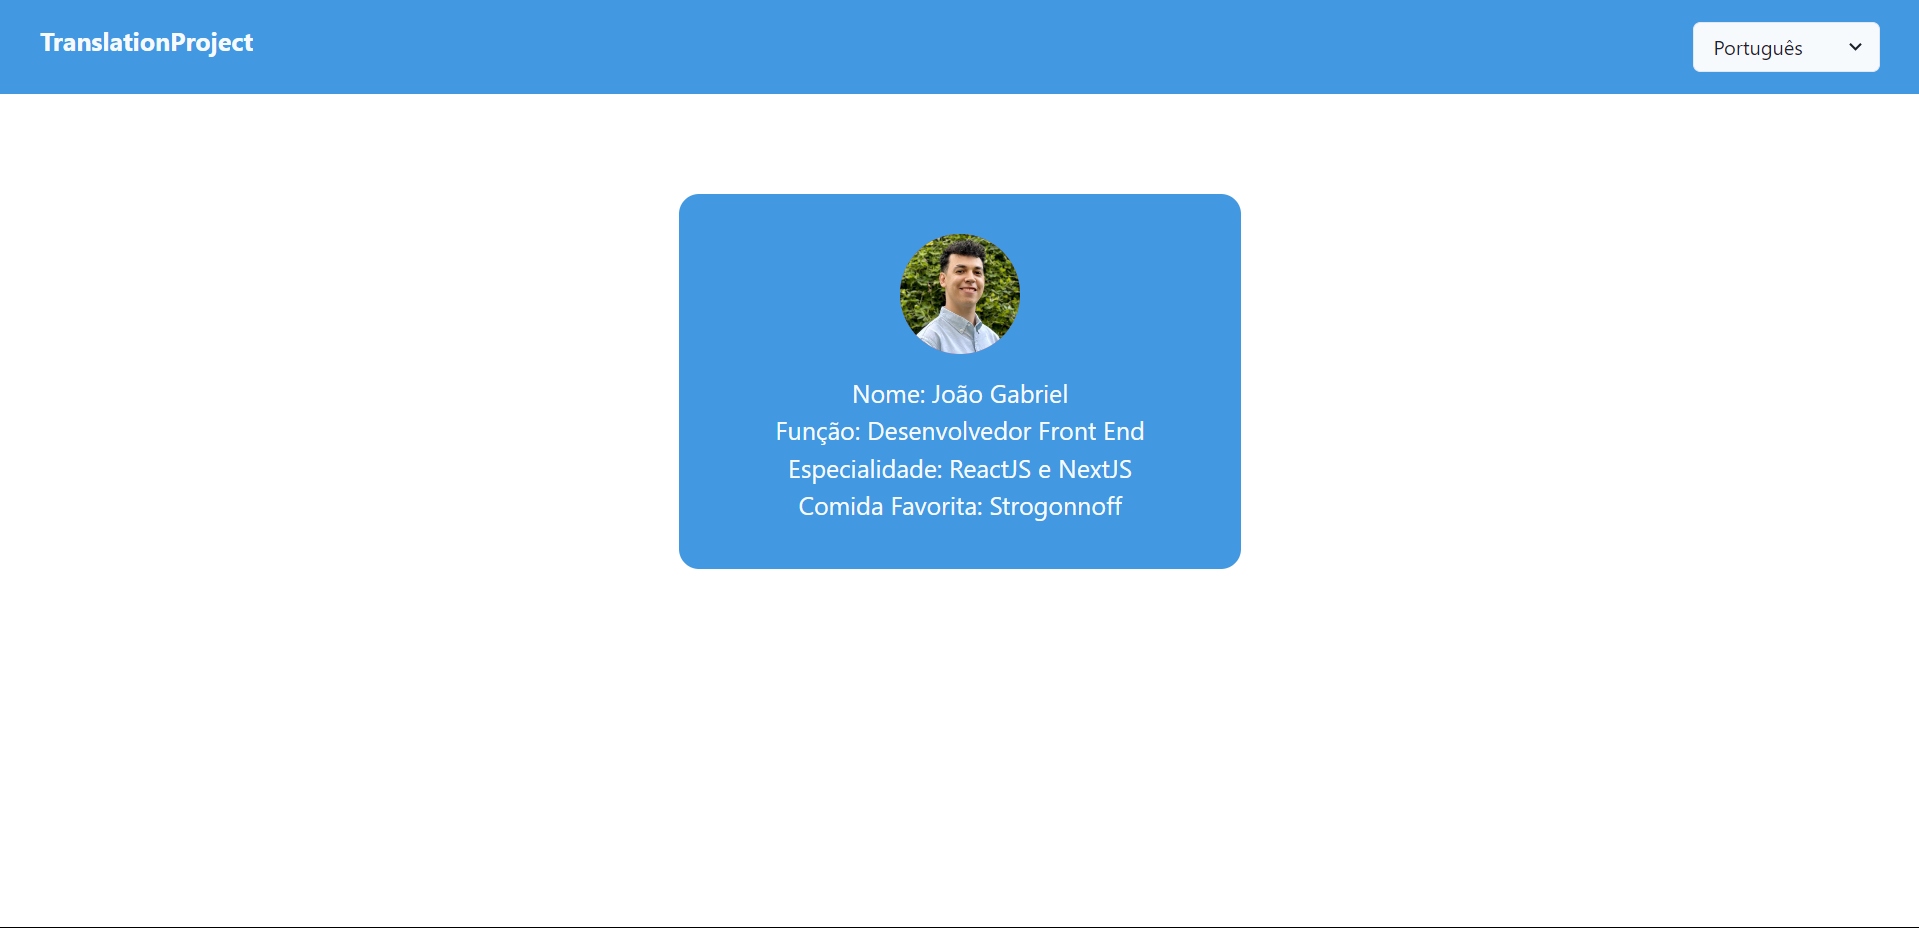 TranslationProject
Português
Nome: João Gabriel
Função: Desenvolvedor Front End
Especialidade: ReactJS e NextJS
Comida Favorita: Strogonnoff